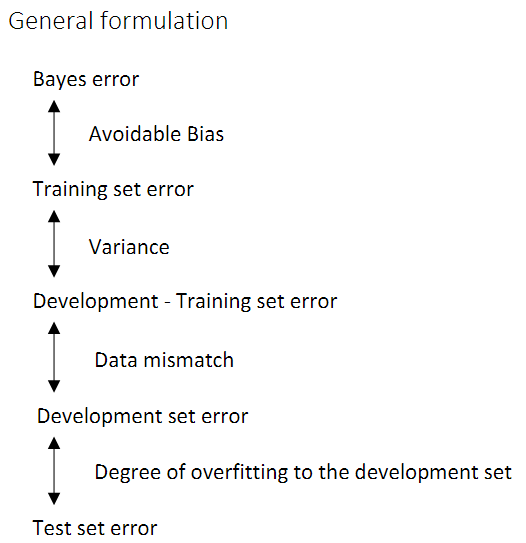 General formulation
Bayes error
Avoidable Bias
Training set error
Variance
Development - Training set error
Data mismatch
Development set error
Degree of overfitting to the development set
Test set error